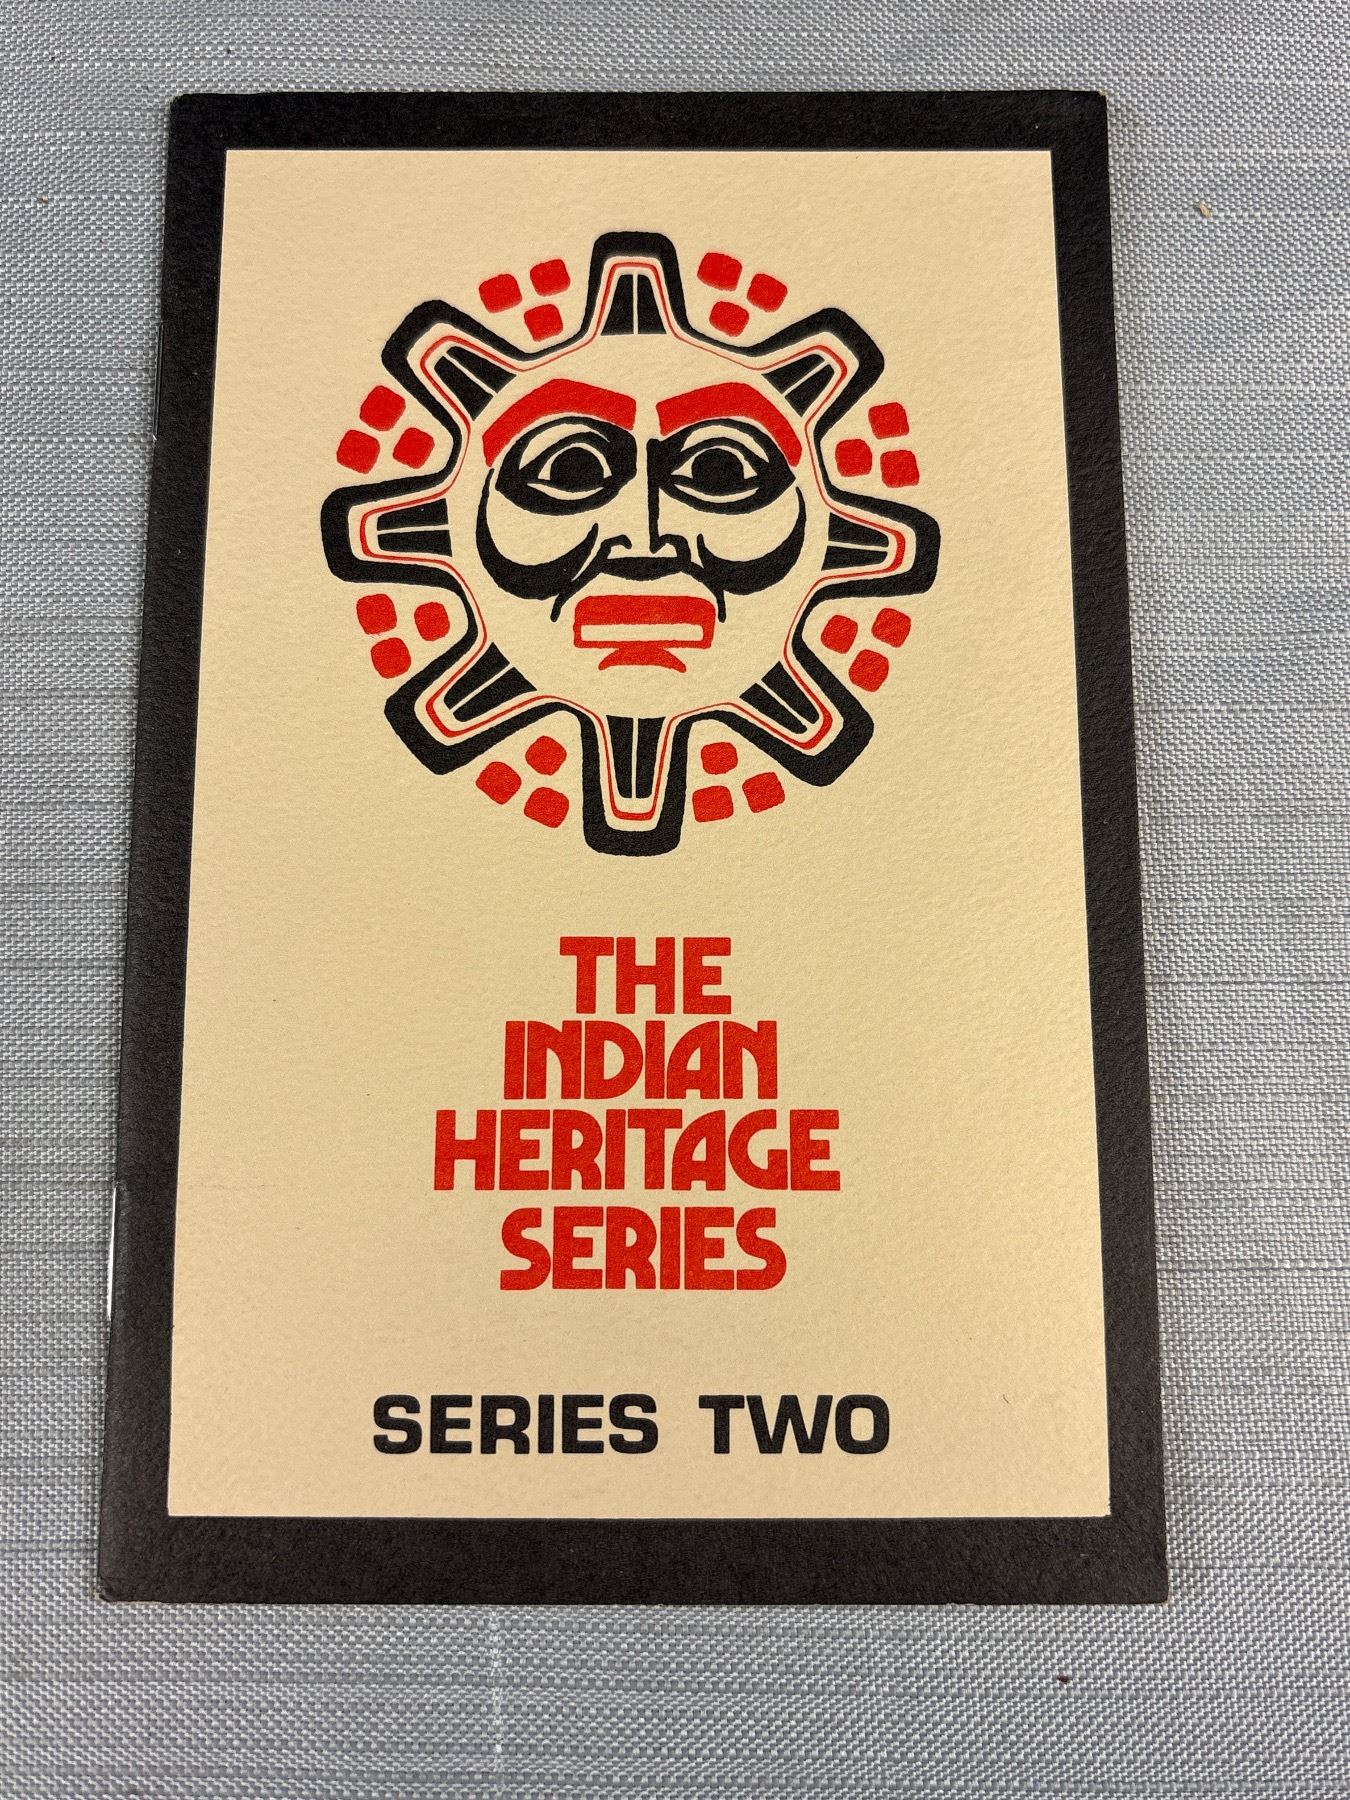 THE
INDIAN
HERITAGE
SERIES
SERIES TWO